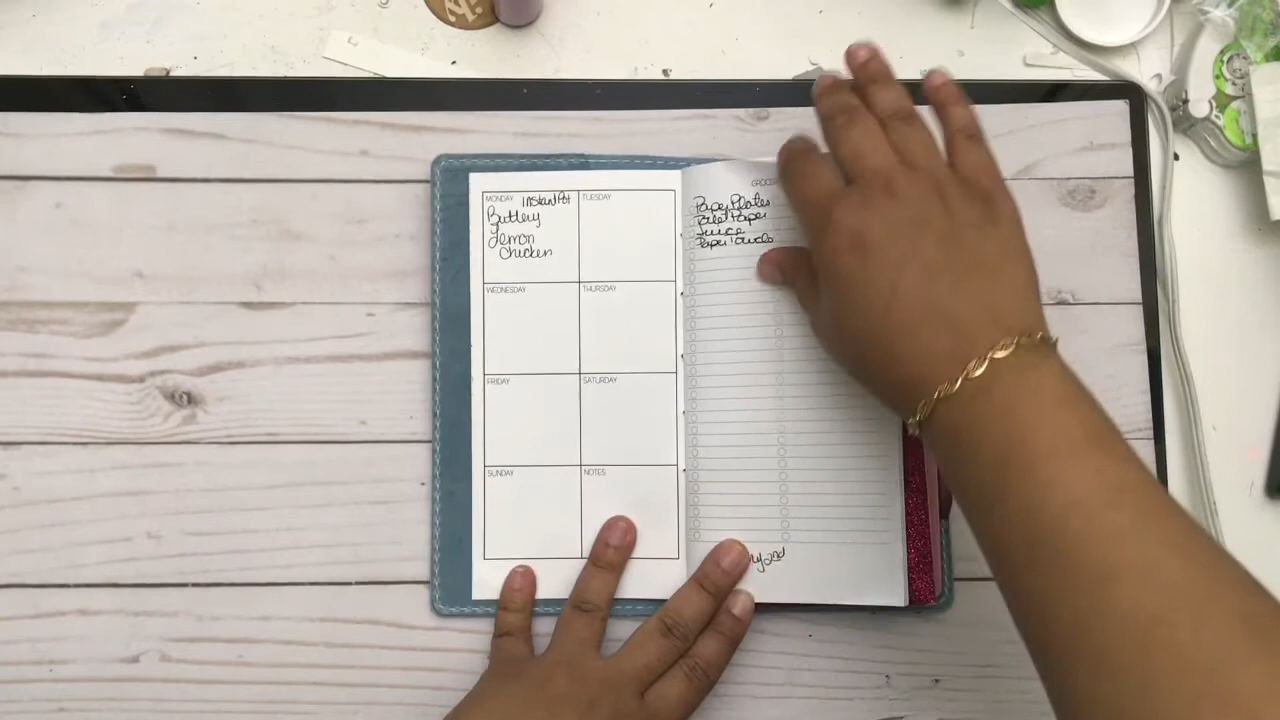 MONDAY Instant Pot
Buttery
Lemon
Chicken
TUESDAY
WEDNESDAY
THURSDAY
FRIDAY
SATURDAY
SUNDAY
NOTES
Paper Plates
Toilet Paper
Juice
Paper Towels
2nd